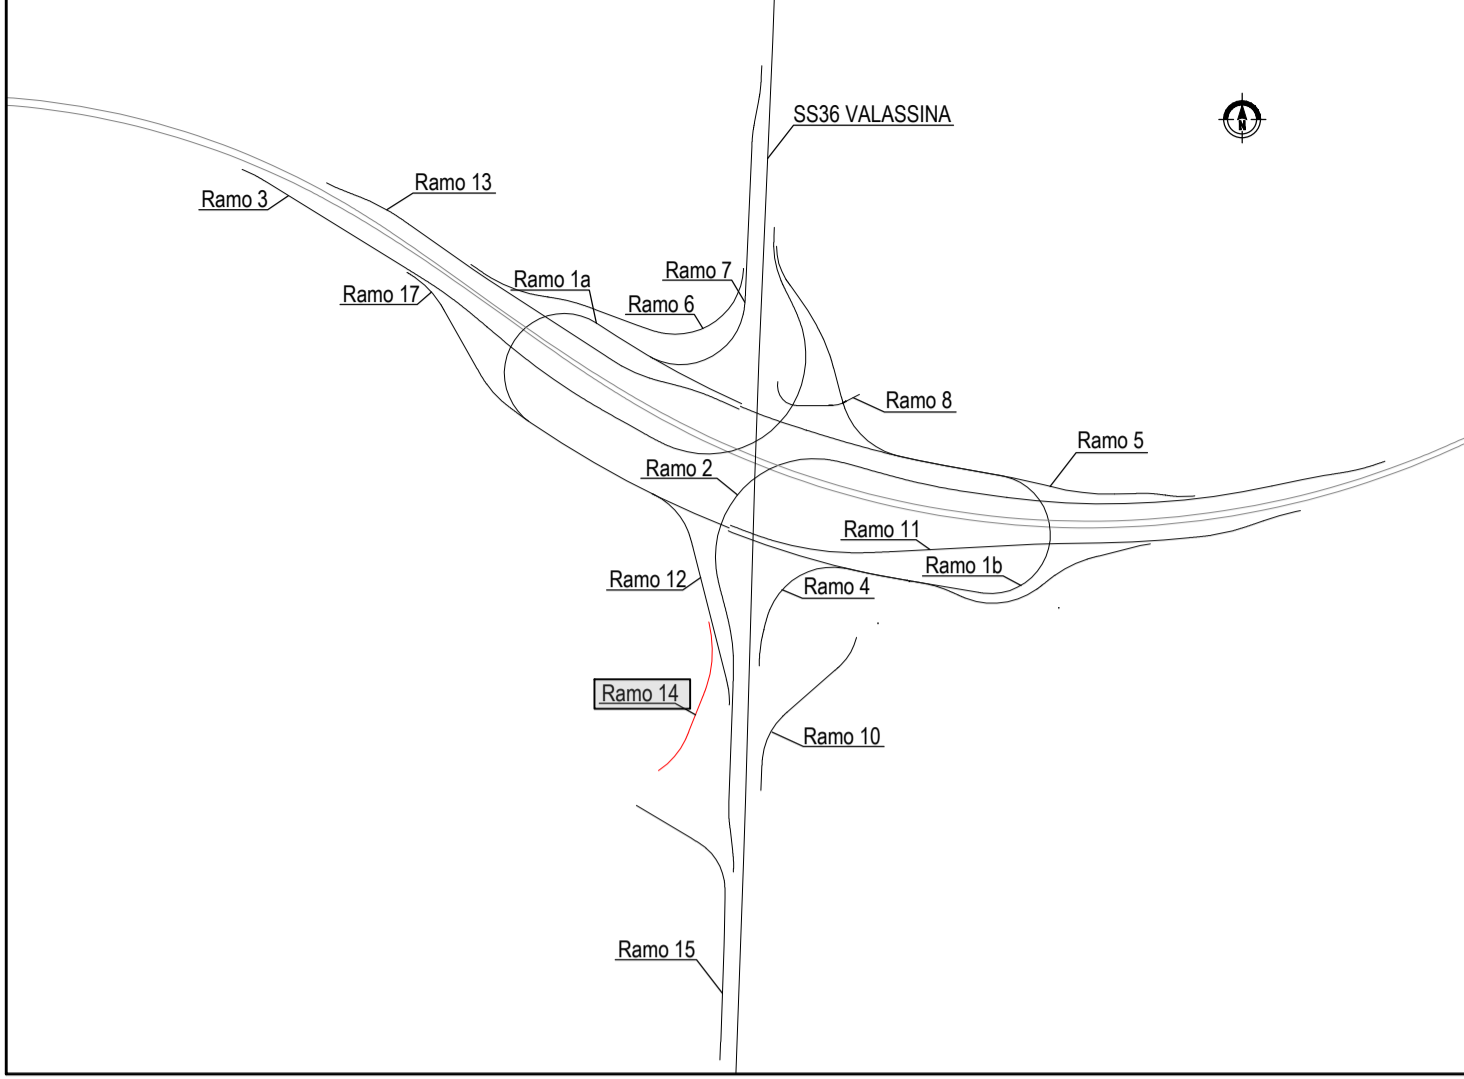 SS36 VALASSINA
N
Ramo 13
Ramo 3
Ramo 7
Ramo 1a
Ramo 17
Ramo 6
Ramo 8
Ramo 5
Ramo 2
Ramo 11
Ramo 1b
Ramo 12
Ramo 4
Ramo 14
Ramo 10
Ramo 15